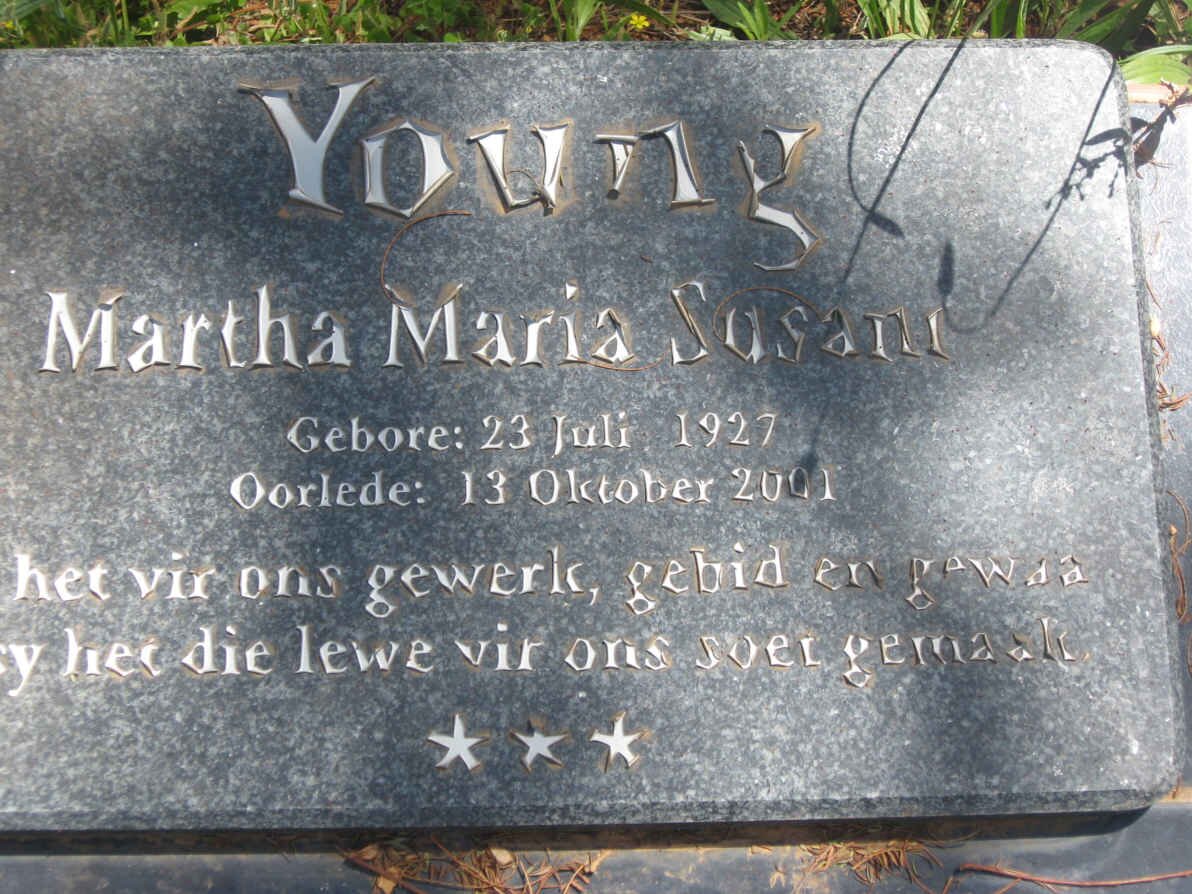 Young
Martha Maria Susani
Gebore: 23 Juli 1927
Oorlede: 13 Oktober 2001
het vir ons gewerk, gebid en gewaa
sy het die lewe vir ons soet gemaak.